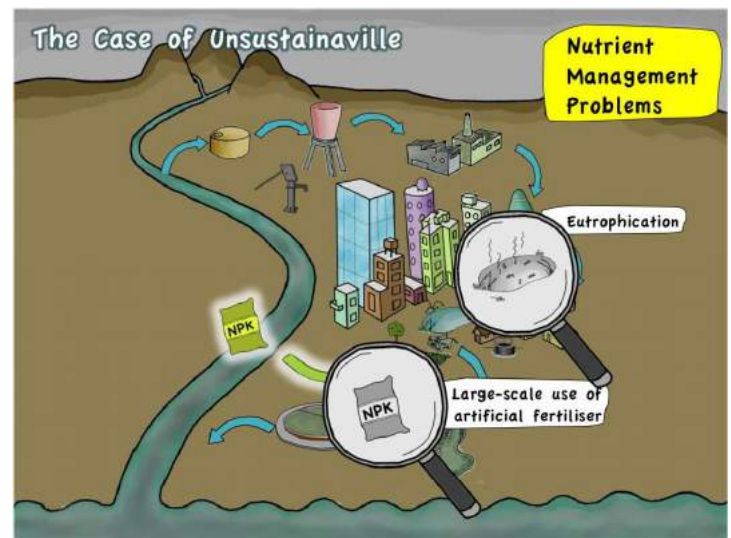 The Case of Unsustainaville
Nutrient
Management
Problems
Eutrophication
NPK
NPK
Large-scale use of
artificial fertiliser